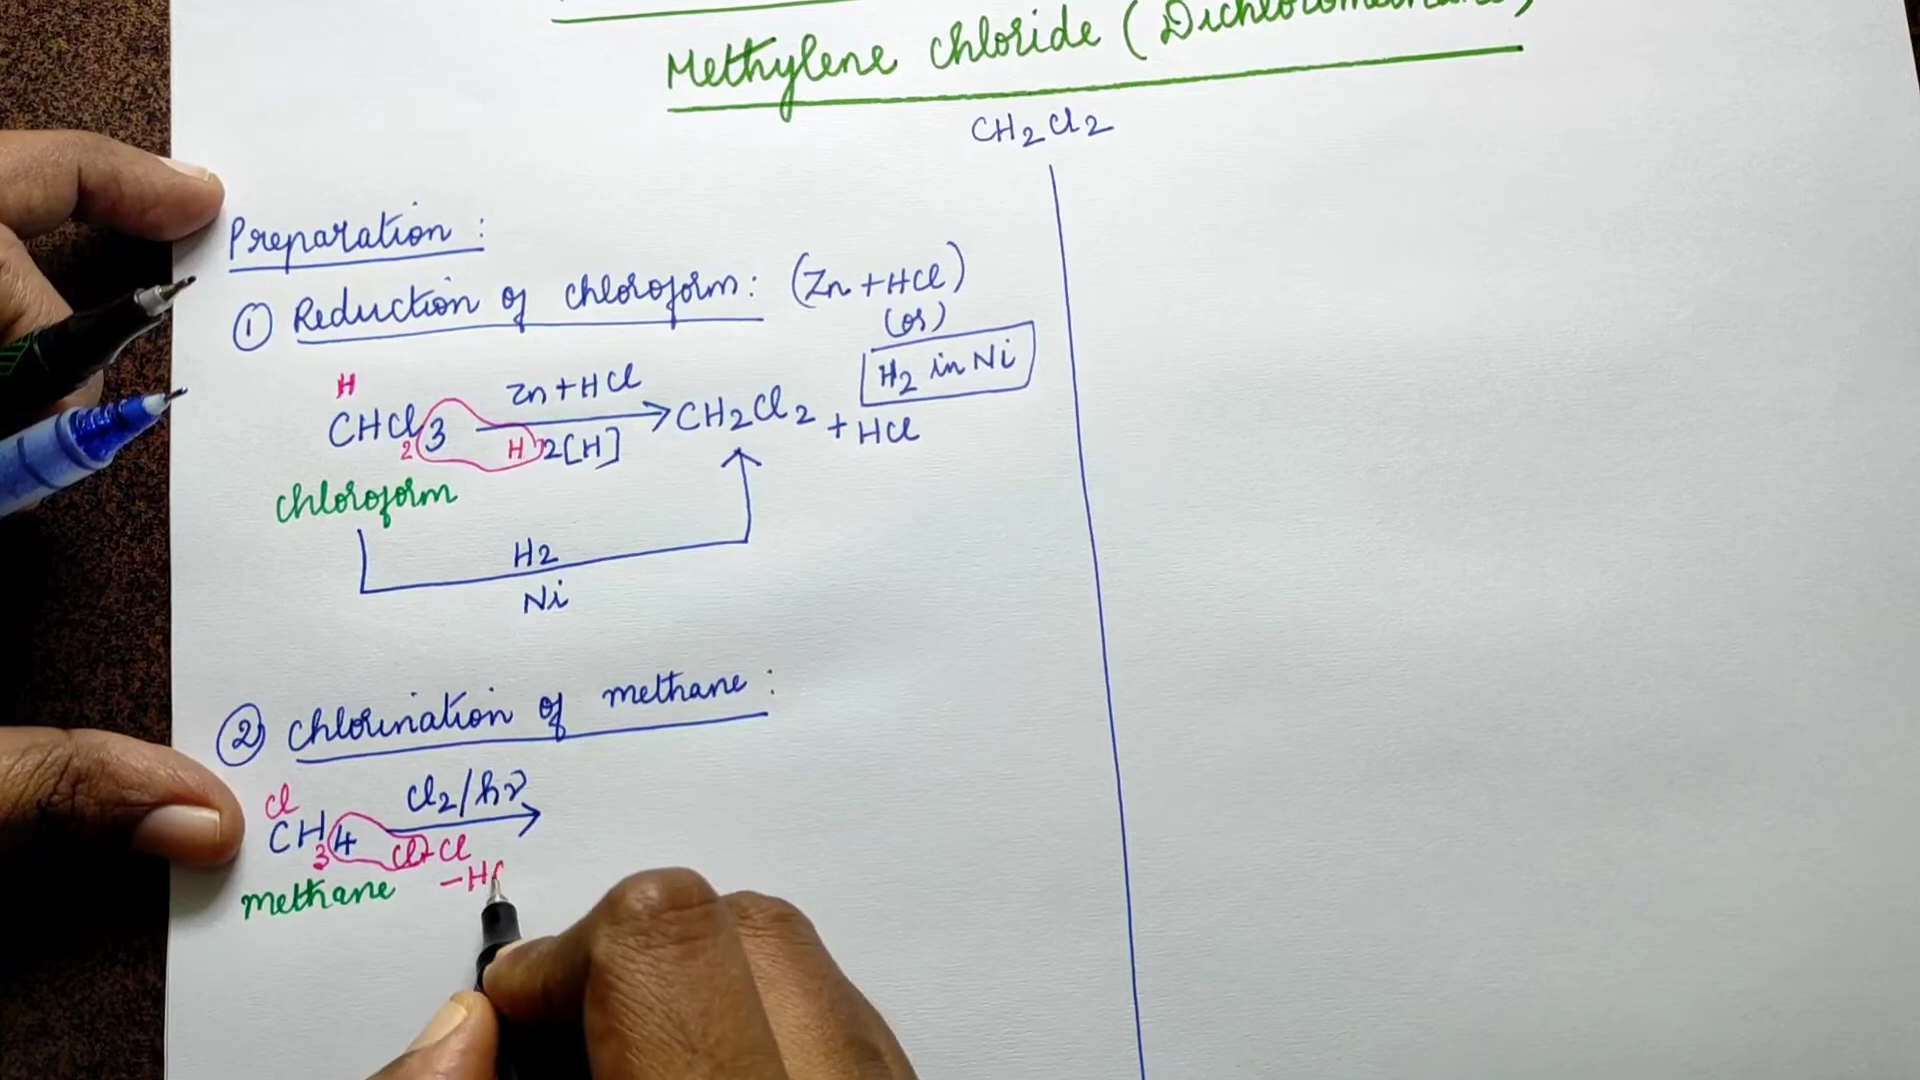 Methylene chloride (Dichloromethane)
CH2Cl2
Preparation :
① Reduction of chloroform : (Zn + HCl)
(or)
H2 in Ni
H
CHCl3 Zn + HCl CH2Cl2 + HCl
2 H 2[H]
chloroform
H2
Ni
② chlorination of methane :
Cl
CH4 Cl2/hν
3 Cl+Cl
methane –H